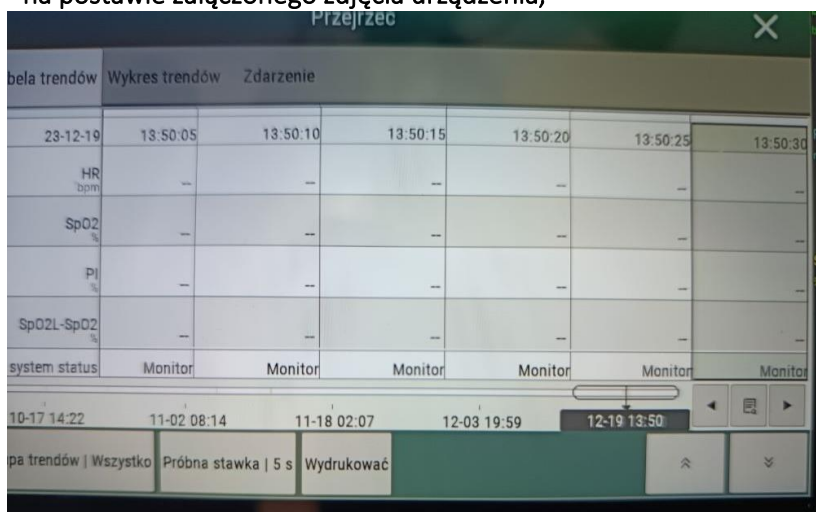 na postawie załączonego zdjęcia urządzenia,
Przejrzeć
bela trendów Wykres trendów Zdarzenie
23-12-19 13:50:05 13:50:10 13:50:15 13:50:20 13:50:25 13:50:30
HR
bpm -- -- -- -- -- --
SpO2
% -- -- -- -- -- --
PI
% -- -- -- -- -- --
SpO2L-SpO2
% -- -- -- -- -- --
system status Monitor Monitor Monitor Monitor Monitor Monitor
10-17 14:22 11-02 08:14 11-18 02:07 12-03 19:59 12-19 13:50
pa trendów | Wszystko Próbna stawka | 5 s Wydrukować